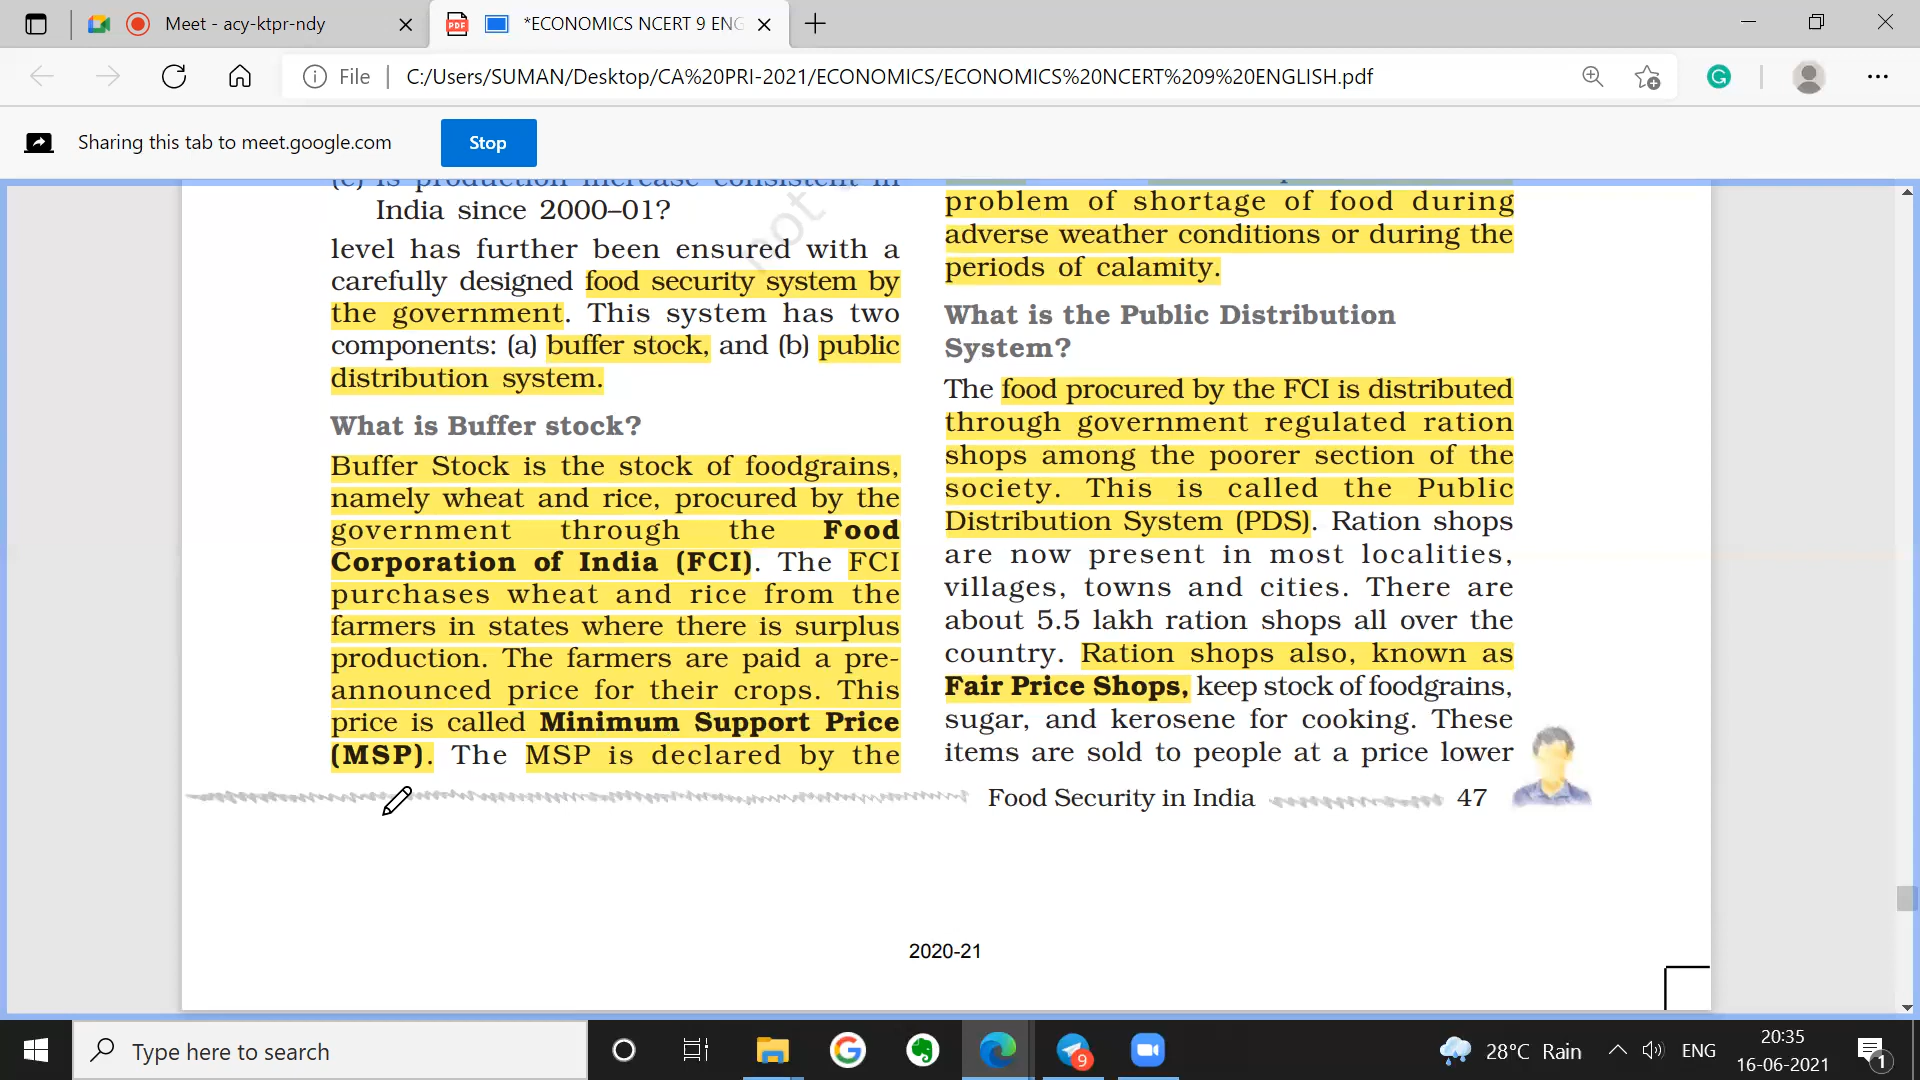 Meet - acy-ktpr-ndy
*ECONOMICS NCERT 9 ENG
File
C:/Users/SUMAN/Desktop/CA%20PRI-2021/ECONOMICS/ECONOMICS%20NCERT%209%20ENGLISH.pdf
Sharing this tab to meet.google.com
Stop
(c) Is production increase consistent in
India since 2000–01?
level has further been ensured with a
carefully designed food security system by
the government. This system has two
components: (a) buffer stock, and (b) public
distribution system.
What is Buffer stock?
Buffer Stock is the stock of foodgrains,
namely wheat and rice, procured by the
government through the Food
Corporation of India (FCI). The FCI
purchases wheat and rice from the
farmers in states where there is surplus
production. The farmers are paid a pre-
announced price for their crops. This
price is called Minimum Support Price
(MSP). The MSP is declared by the
not
problem of shortage of food during
adverse weather conditions or during the
periods of calamity.
What is the Public Distribution
System?
The food procured by the FCI is distributed
through government regulated ration
shops among the poorer section of the
society. This is called the Public
Distribution System (PDS). Ration shops
are now present in most localities,
villages, towns and cities. There are
about 5.5 lakh ration shops all over the
country. Ration shops also, known as
Fair Price Shops, keep stock of foodgrains,
sugar, and kerosene for cooking. These
items are sold to people at a price lower
Food Security in India 47
2020-21
Type here to search
9
28°C Rain
ENG
20:35
16-06-2021
1